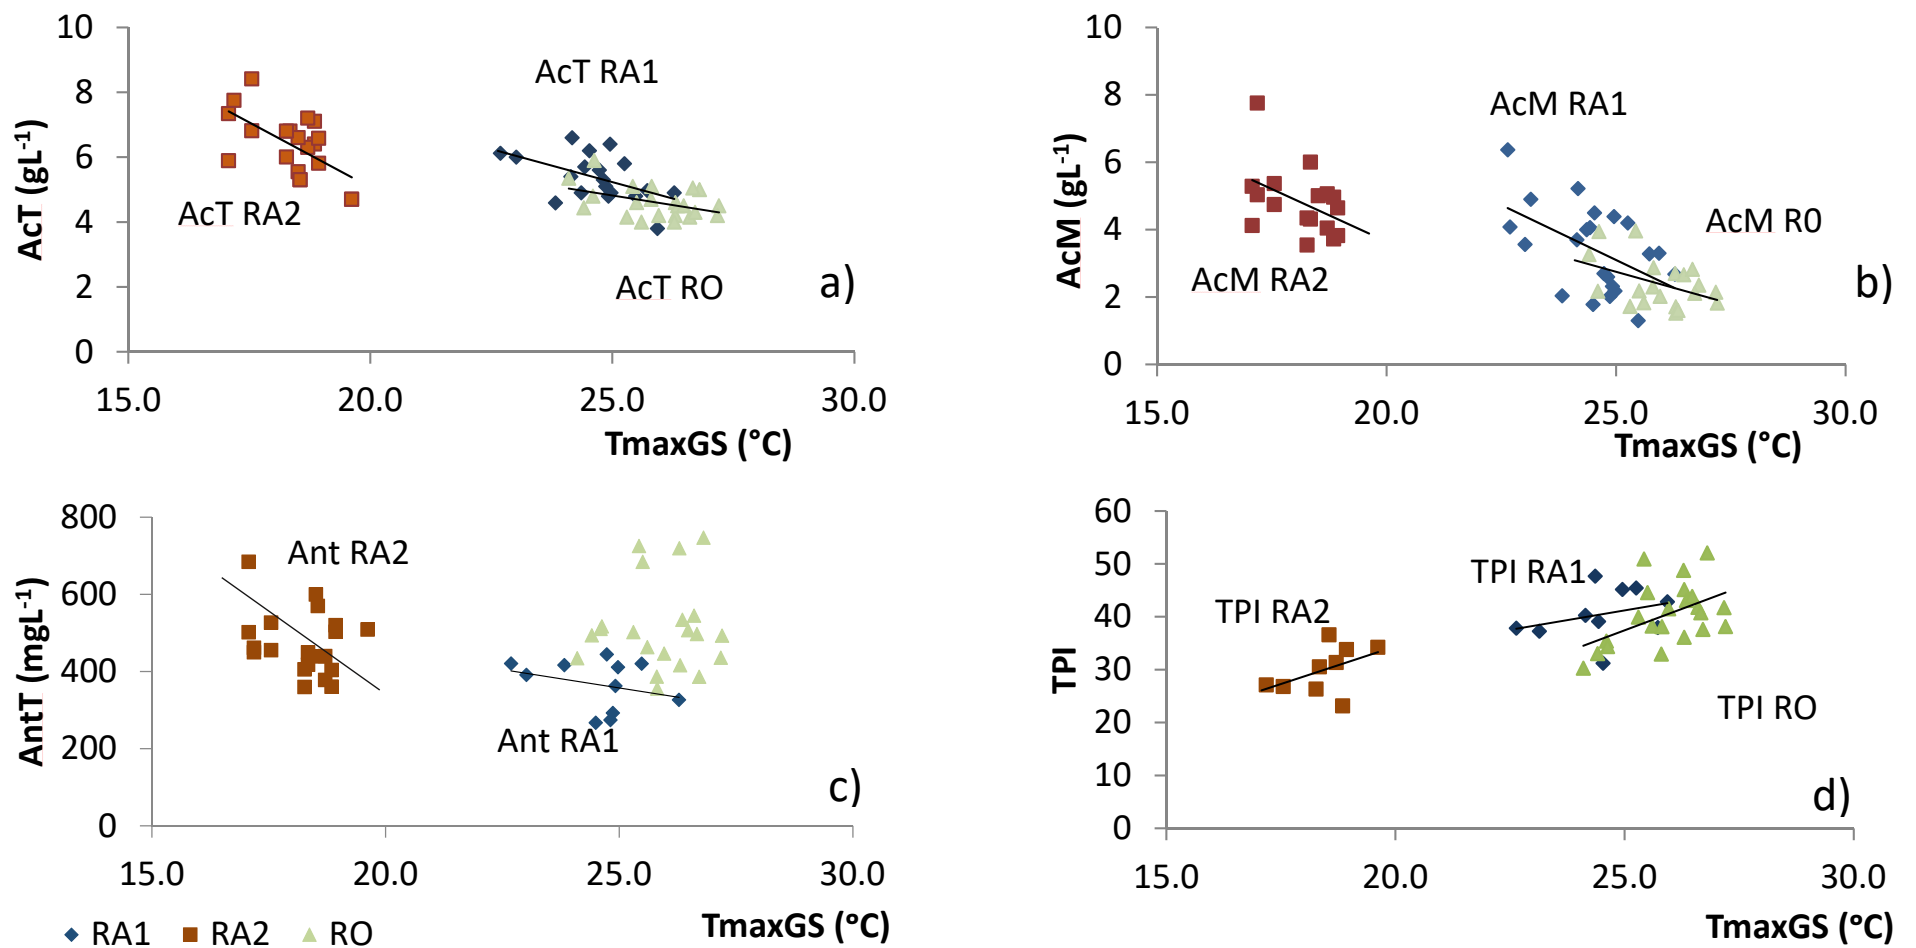 10
8
6
4
2
0
AcT (gL-1)
AcT RA1
AcT RA2
AcT RO
a)
15.0 20.0 25.0 30.0
TmaxGS (°C)
10
8
6
4
2
0
AcM (gL-1)
AcM RA1
AcM R0
AcM RA2
b)
15.0 20.0 25.0 30.0
TmaxGS (°C)
800
600
400
200
0
AntT (mgL-1)
Ant RA2
Ant RA1
c)
15.0 20.0 25.0 30.0
TmaxGS (°C)
RA1 RA2 RO
60
50
40
30
20
10
0
TPI
TPI RA1
TPI RA2
TPI RO
d)
15.0 20.0 25.0 30.0
TmaxGS (°C)